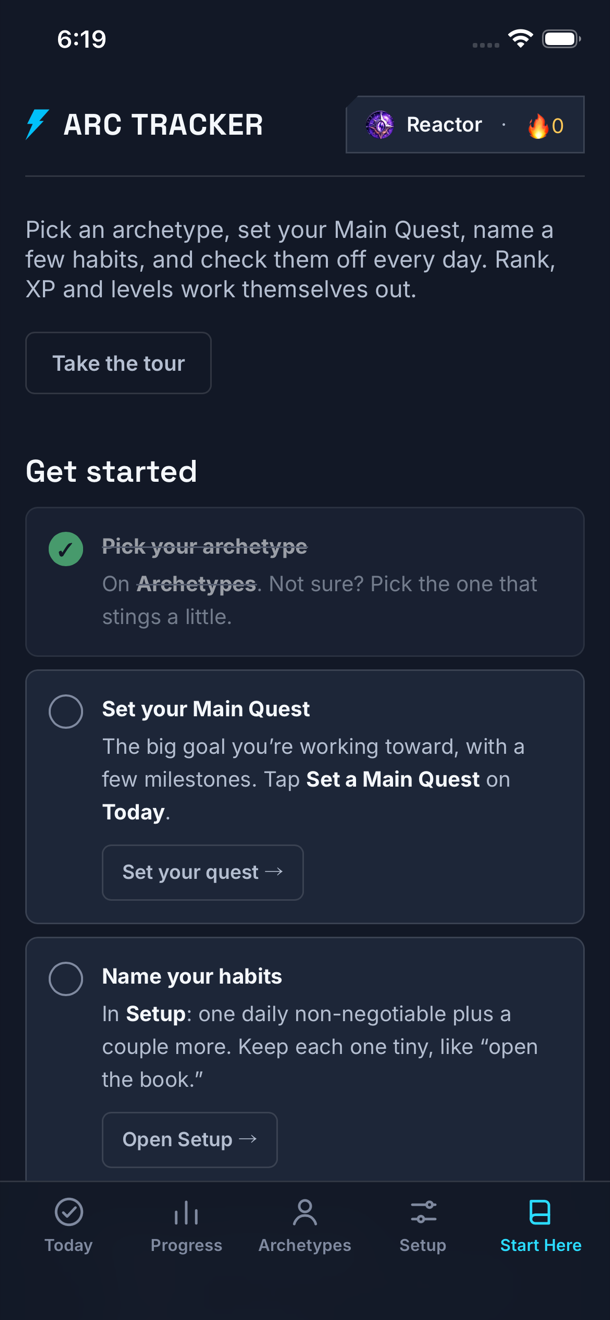 6:19
ARC TRACKER
Reactor · 🔥0
Pick an archetype, set your Main Quest, name a
few habits, and check them off every day. Rank,
XP and levels work themselves out.
Take the tour
Get started
✓ Pick your archetype
On Archetypes. Not sure? Pick the one that
stings a little.
Set your Main Quest
The big goal you’re working toward, with a
few milestones. Tap Set a Main Quest on
Today.
Set your quest →
Name your habits
In Setup: one daily non-negotiable plus a
couple more. Keep each one tiny, like “open
the book.”
Open Setup →
Today Progress Archetypes Setup Start Here